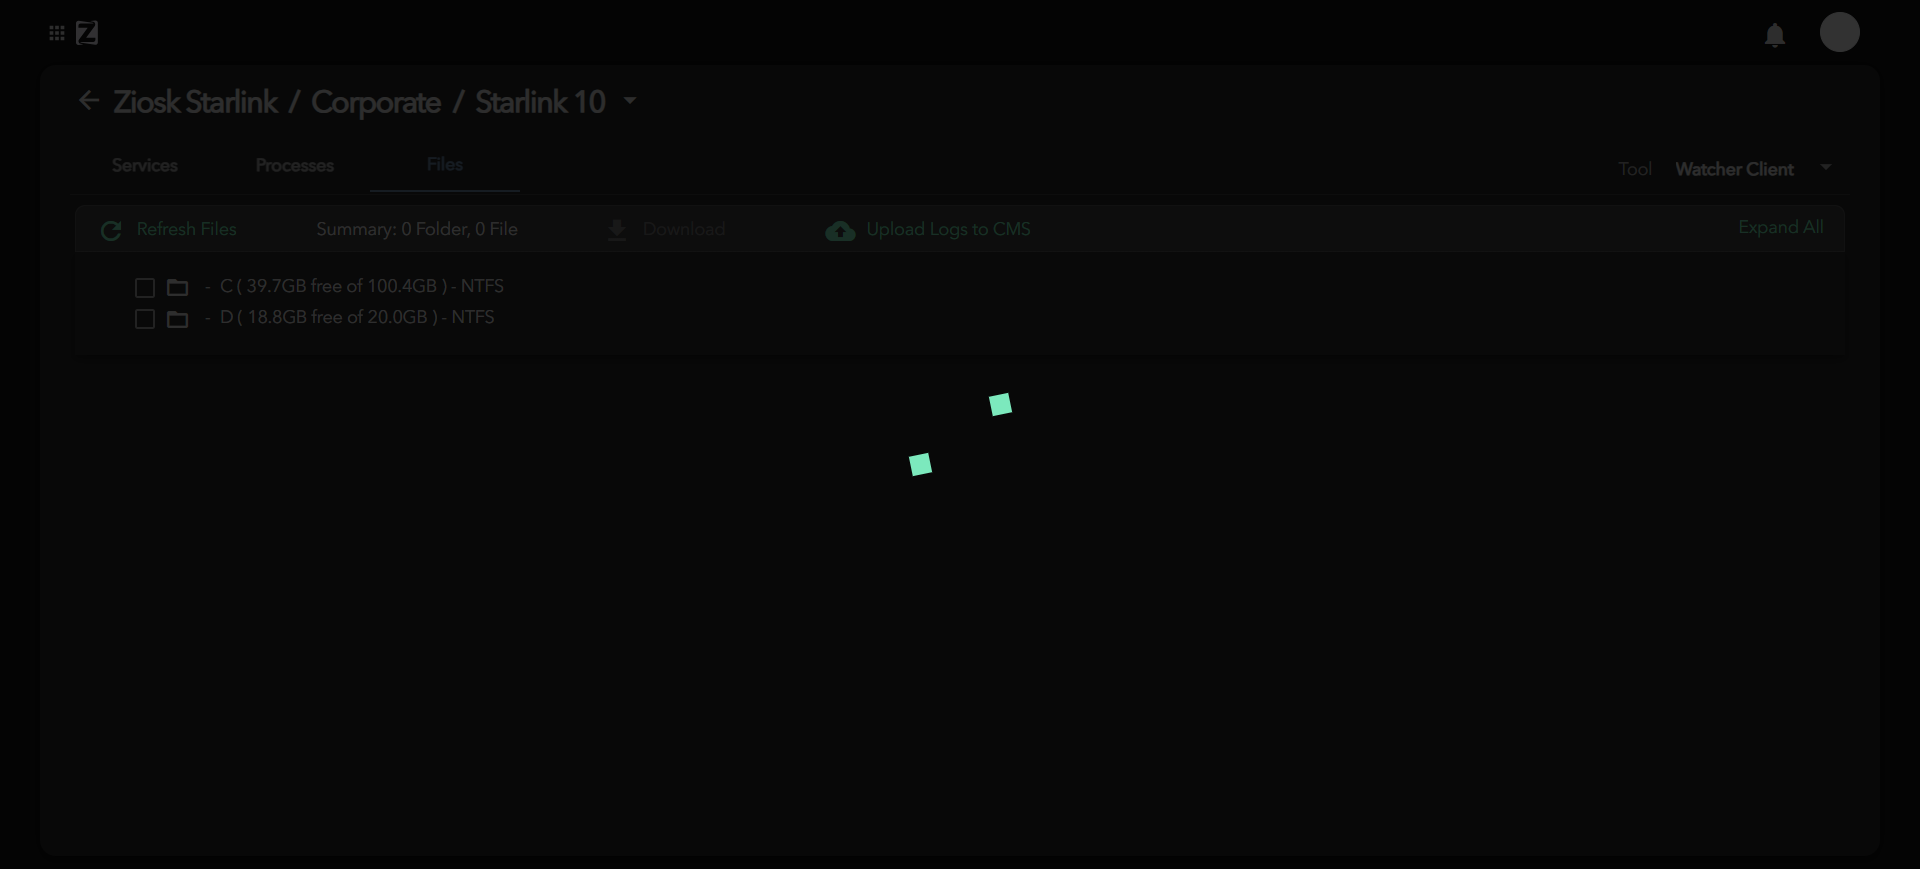 Z
Ziosk Starlink / Corporate / Starlink 10
Services Processes Files Tool Watcher Client
Refresh Files Summary: 0 Folder, 0 File Download Upload Logs to CMS Expand All
- C ( 39.7GB free of 100.4GB ) - NTFS
- D ( 18.8GB free of 20.0GB ) - NTFS